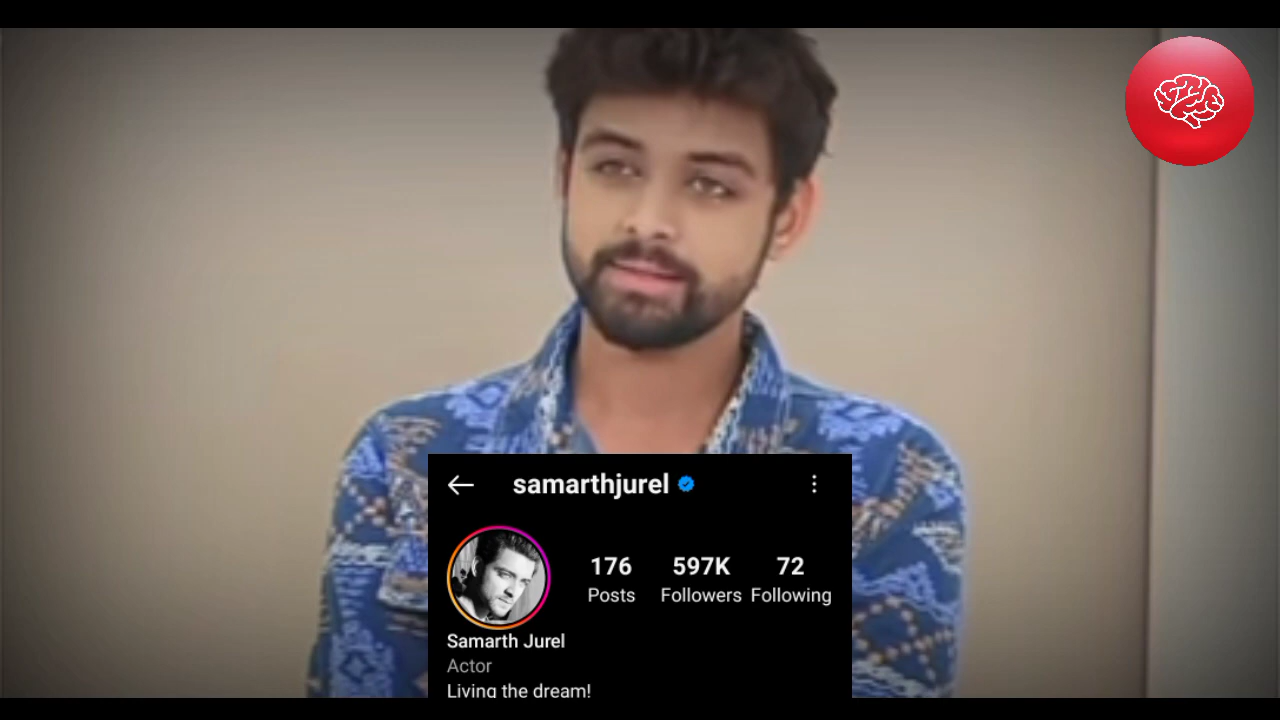 samarthjurel
176 597K 72
Posts Followers Following
Samarth Jurel
Actor
Living the dream!